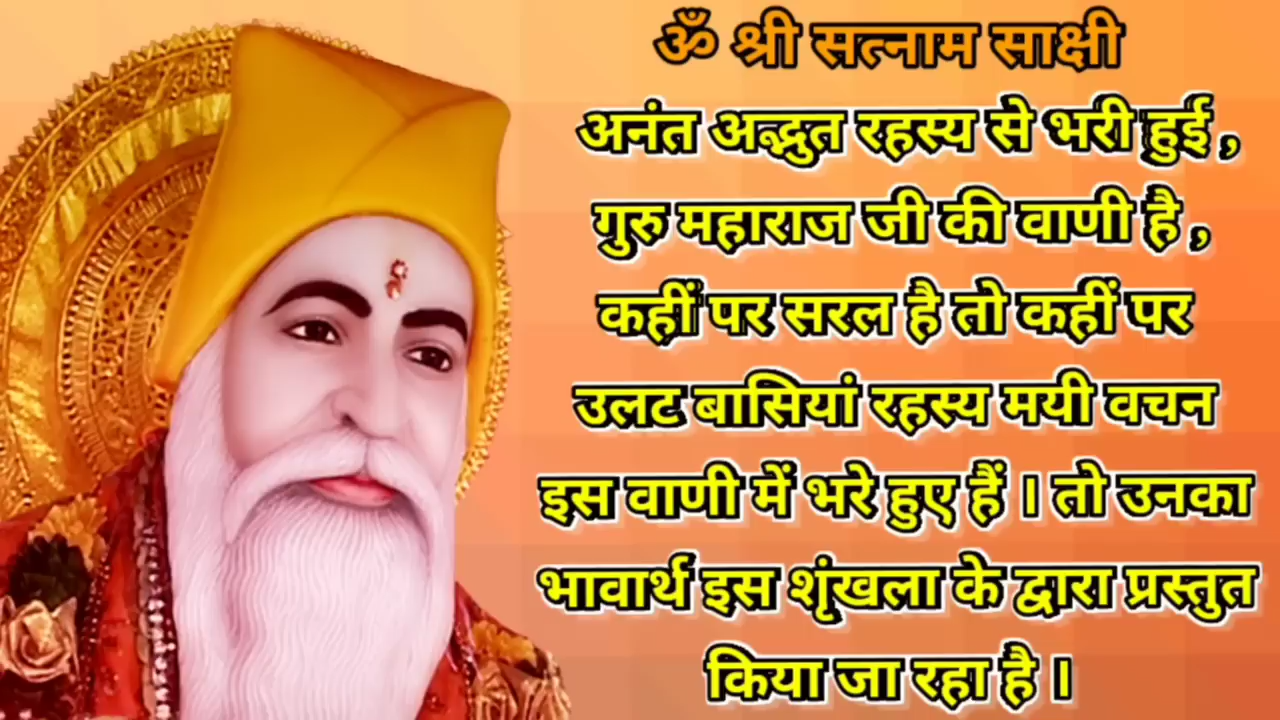 ॐ श्री सत्नाम साक्षी
अनंत अद्भुत रहस्य से भरी हुई ,
गुरु महाराज जी की वाणी है ,
कहीं पर सरल है तो कहीं पर
उलट बासियां रहस्य मयी वचन
इस वाणी में भरे हुए हैं । तो उनका
भावार्थ इस शृंखला के द्वारा प्रस्तुत
किया जा रहा है ।